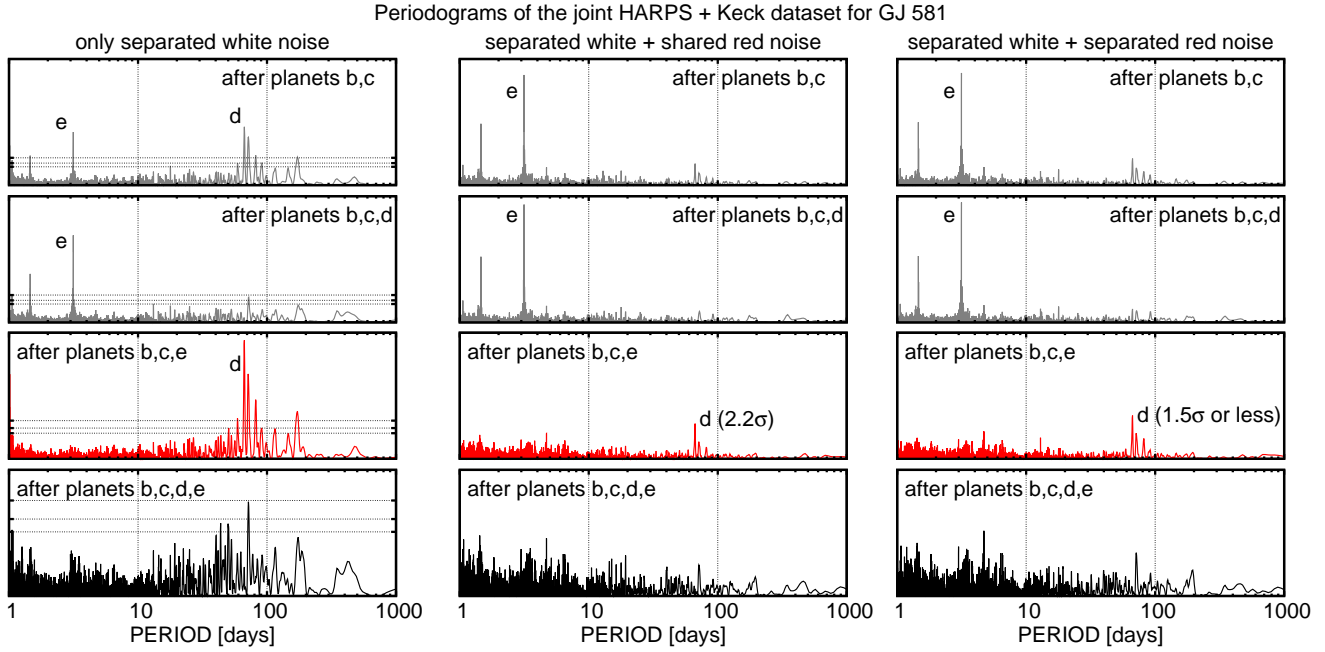 Periodograms of the joint HARPS + Keck dataset for GJ 581
only separated white noise
separated white + shared red noise
separated white + separated red noise
after planets b,c
e
d
after planets b,c
e
after planets b,c
e
after planets b,c,d
e
after planets b,c,d
e
after planets b,c,d
e
after planets b,c,e
d
after planets b,c,e
d (2.2σ)
after planets b,c,e
d (1.5σ or less)
after planets b,c,d,e
after planets b,c,d,e
after planets b,c,d,e
1 10 100 1000
1 10 100 1000
1 10 100 1000
PERIOD [days]
PERIOD [days]
PERIOD [days]